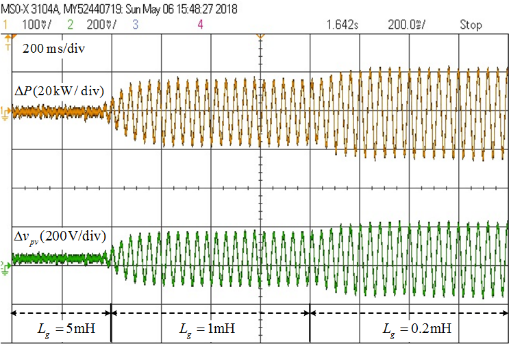 MSO-X 3104A, MY52440719: Sun May 06 15:48:27 2018
1 100V/ 2 200V/ 3 4 1.642s 200.0s/ Stop
200 ms/div
ΔP(20kW/div)
Δv_pv(200V/div)
L_g = 5mH L_g = 1mH L_g = 0.2mH